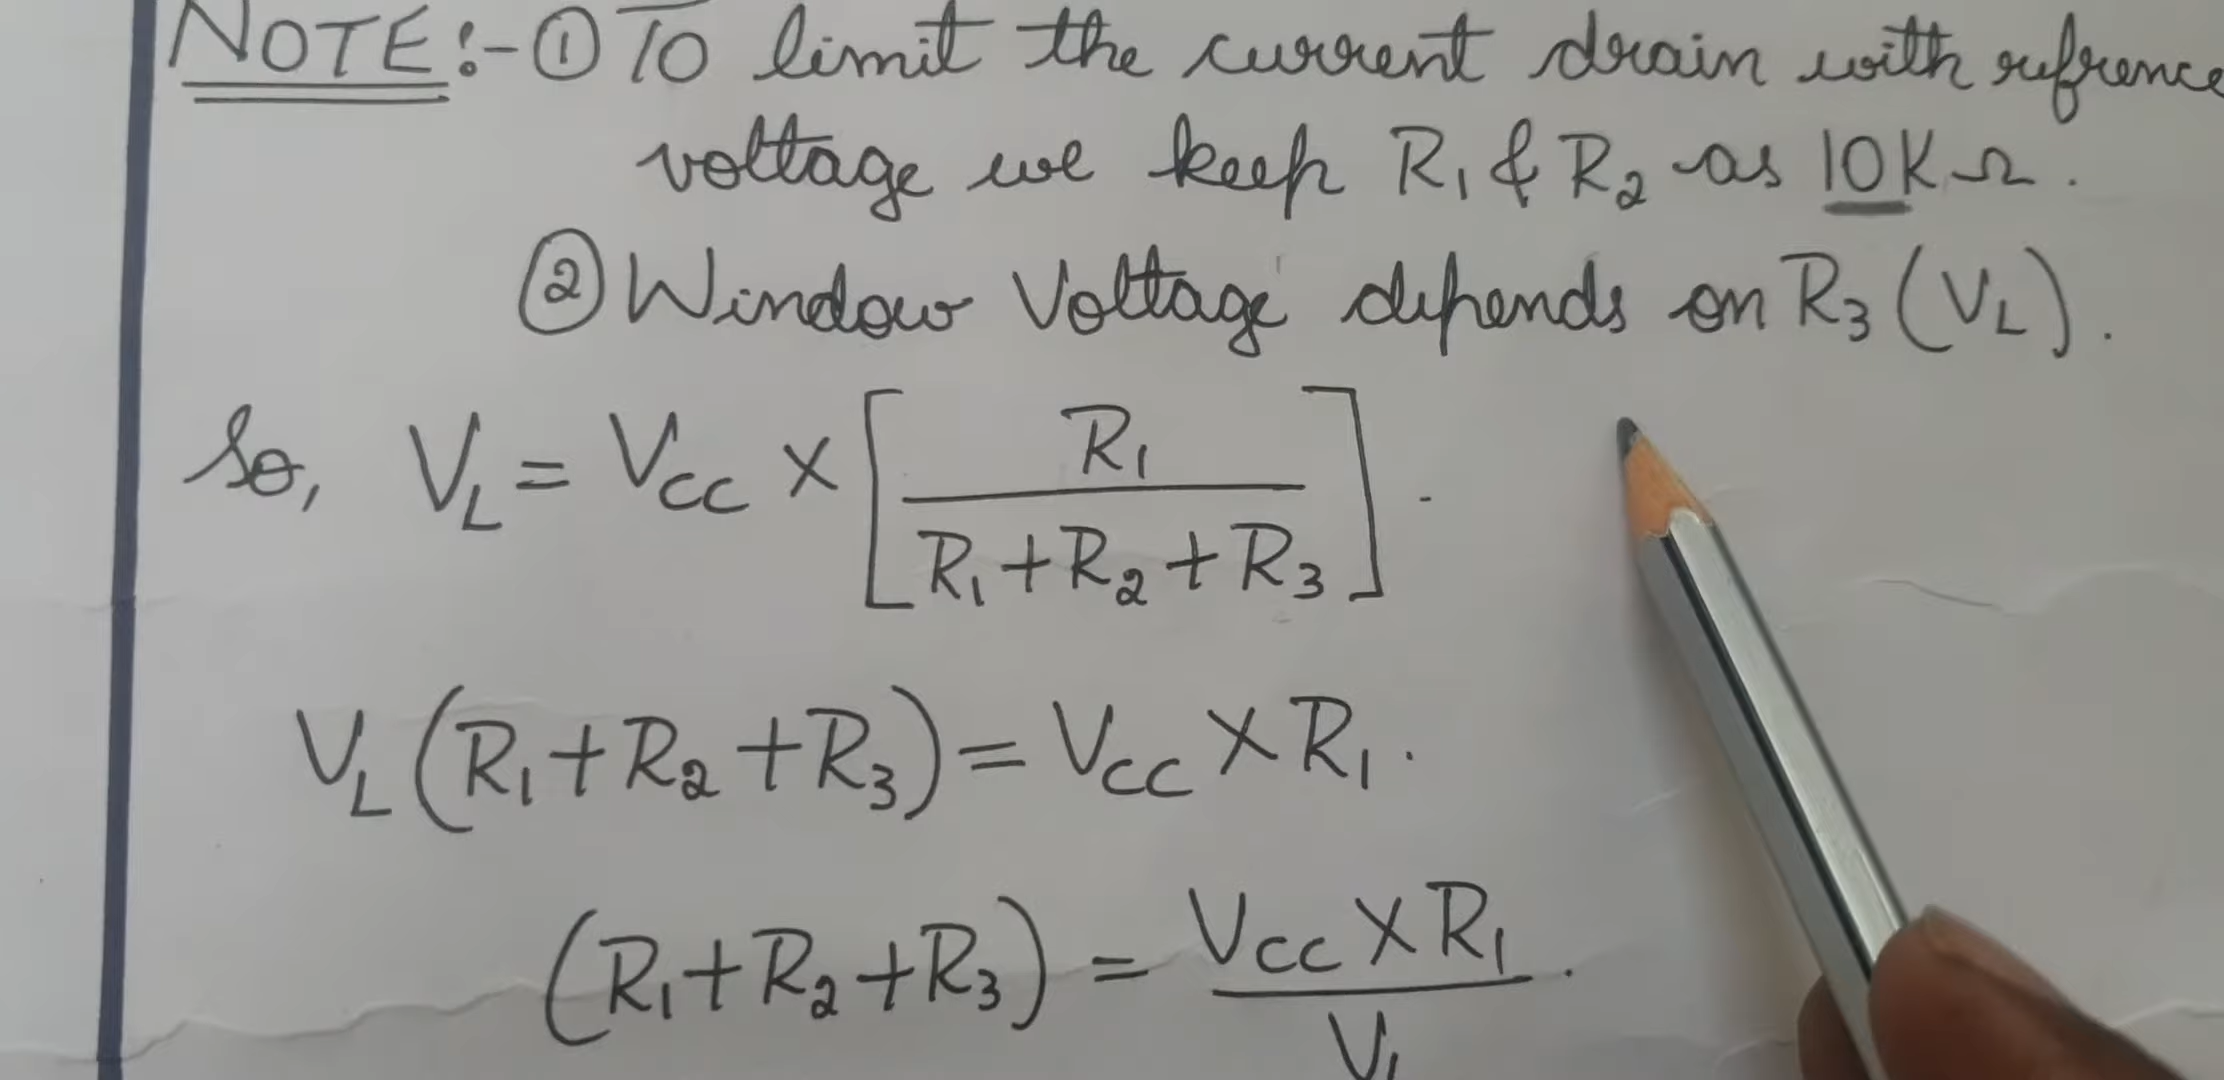 NOTE:- ① To limit the current drain with refrence
voltage we keep R₁ & R₂ as 10KΩ.
② Window Voltage depends on R₃ (V_L).
So, V_L = V_CC × [R₁ / (R₁+R₂+R₃)].
V_L (R₁+R₂+R₃) = V_CC × R₁.
(R₁+R₂+R₃) = V_CC × R₁ / V_L.